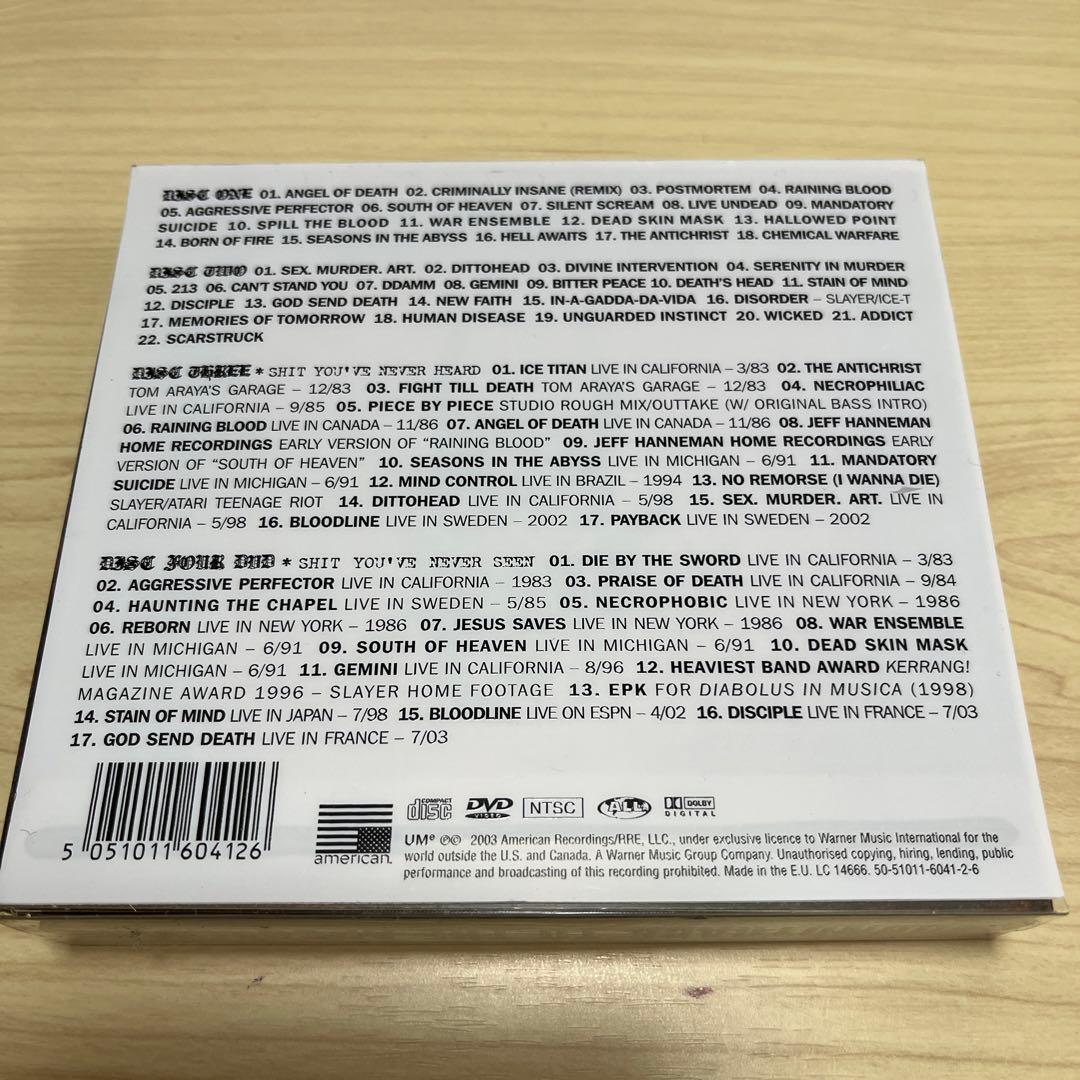 DISC ONE 01. ANGEL OF DEATH 02. CRIMINALLY INSANE (REMIX) 03. POSTMORTEM 04. RAINING BLOOD
05. AGGRESSIVE PERFECTOR 06. SOUTH OF HEAVEN 07. SILENT SCREAM 08. LIVE UNDEAD 09. MANDATORY
SUICIDE 10. SPILL THE BLOOD 11. WAR ENSEMBLE 12. DEAD SKIN MASK 13. HALLOWED POINT
14. BORN OF FIRE 15. SEASONS IN THE ABYSS 16. HELL AWAITS 17. THE ANTICHRIST 18. CHEMICAL WARFARE
DISC TWO 01. SEX. MURDER. ART. 02. DITTOHEAD 03. DIVINE INTERVENTION 04. SERENITY IN MURDER
05. 213 06. CAN'T STAND YOU 07. DDAMM 08. GEMINI 09. BITTER PEACE 10. DEATH'S HEAD 11. STAIN OF MIND
12. DISCIPLE 13. GOD SEND DEATH 14. NEW FAITH 15. IN-A-GADDA-DA-VIDA 16. DISORDER – SLAYER/ICE-T
17. MEMORIES OF TOMORROW 18. HUMAN DISEASE 19. UNGUARDED INSTINCT 20. WICKED 21. ADDICT
22. SCARSTRUCK
DISC THREE * SHIT YOU'VE NEVER HEARD 01. ICE TITAN LIVE IN CALIFORNIA – 3/83 02. THE ANTICHRIST
TOM ARAYA'S GARAGE – 12/83 03. FIGHT TILL DEATH TOM ARAYA'S GARAGE – 12/83 04. NECROPHILIAC
LIVE IN CALIFORNIA – 9/85 05. PIECE BY PIECE STUDIO ROUGH MIX/OUTTAKE (W/ ORIGINAL BASS INTRO)
06. RAINING BLOOD LIVE IN CANADA – 11/86 07. ANGEL OF DEATH LIVE IN CANADA – 11/86 08. JEFF HANNEMAN
HOME RECORDINGS EARLY VERSION OF "RAINING BLOOD" 09. JEFF HANNEMAN HOME RECORDINGS EARLY
VERSION OF "SOUTH OF HEAVEN" 10. SEASONS IN THE ABYSS LIVE IN MICHIGAN – 6/91 11. MANDATORY
SUICIDE LIVE IN MICHIGAN – 6/91 12. MIND CONTROL LIVE IN BRAZIL – 1994 13. NO REMORSE (I WANNA DIE)
SLAYER/ATARI TEENAGE RIOT 14. DITTOHEAD LIVE IN CALIFORNIA – 5/98 15. SEX. MURDER. ART. LIVE IN
CALIFORNIA – 5/98 16. BLOODLINE LIVE IN SWEDEN – 2002 17. PAYBACK LIVE IN SWEDEN – 2002
DISC FOUR DVD * SHIT YOU'VE NEVER SEEN 01. DIE BY THE SWORD LIVE IN CALIFORNIA – 3/83
02. AGGRESSIVE PERFECTOR LIVE IN CALIFORNIA – 1983 03. PRAISE OF DEATH LIVE IN CALIFORNIA – 9/84
04. HAUNTING THE CHAPEL LIVE IN SWEDEN – 5/85 05. NECROPHOBIC LIVE IN NEW YORK – 1986
06. REBORN LIVE IN NEW YORK – 1986 07. JESUS SAVES LIVE IN NEW YORK – 1986 08. WAR ENSEMBLE
LIVE IN MICHIGAN – 6/91 09. SOUTH OF HEAVEN LIVE IN MICHIGAN – 6/91 10. DEAD SKIN MASK
LIVE IN MICHIGAN – 6/91 11. GEMINI LIVE IN CALIFORNIA – 8/96 12. HEAVIEST BAND AWARD KERRANG!
MAGAZINE AWARD 1996 – SLAYER HOME FOOTAGE 13. EPK FOR DIABOLUS IN MUSICA (1998)
14. STAIN OF MIND LIVE IN JAPAN – 7/98 15. BLOODLINE LIVE ON ESPN – 4/02 16. DISCIPLE LIVE IN FRANCE – 7/03
17. GOD SEND DEATH LIVE IN FRANCE – 7/03
5 051011 604126
american.
COMPACT disc DVD VIDEO NTSC ALL DOLBY DIGITAL
UMe ℗© 2003 American Recordings/RRE, LLC., under exclusive licence to Warner Music International for the
world outside the U.S. and Canada. A Warner Music Group Company. Unauthorised copying, hiring, lending, public
performance and broadcasting of this recording prohibited. Made in the E.U. LC 14666. 50-51011-6041-2-6